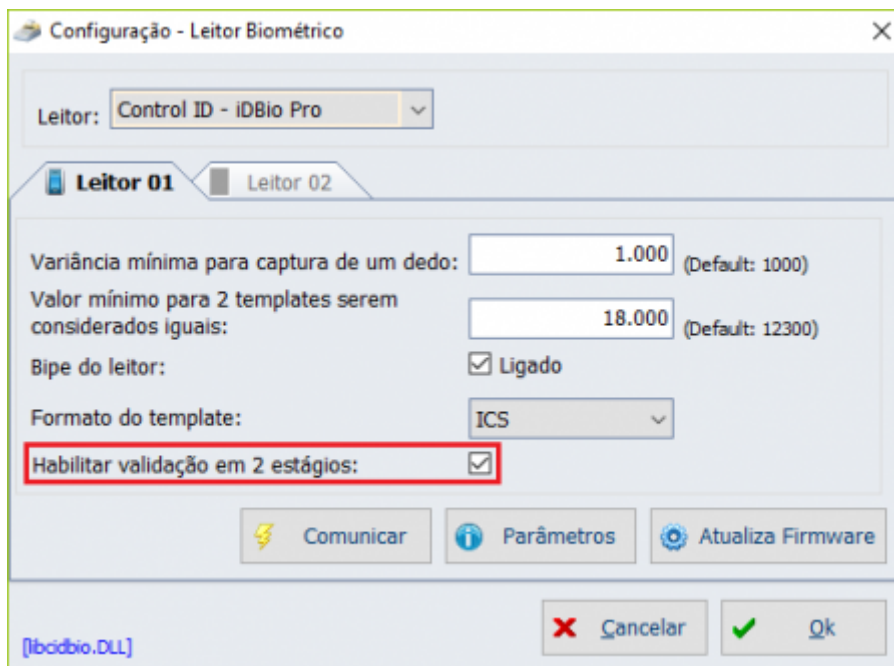 Configuração - Leitor Biométrico
Leitor: Control ID - iDBio Pro
Leitor 01 Leitor 02
Variância mínima para captura de um dedo: 1.000 (Default: 1000)
Valor mínimo para 2 templates serem
considerados iguais: 18.000 (Default: 12300)
Bipe do leitor: Ligado
Formato do template: ICS
Habilitar validação em 2 estágios:
Comunicar Parâmetros Atualiza Firmware
Cancelar Ok
[libcidbio.DLL]